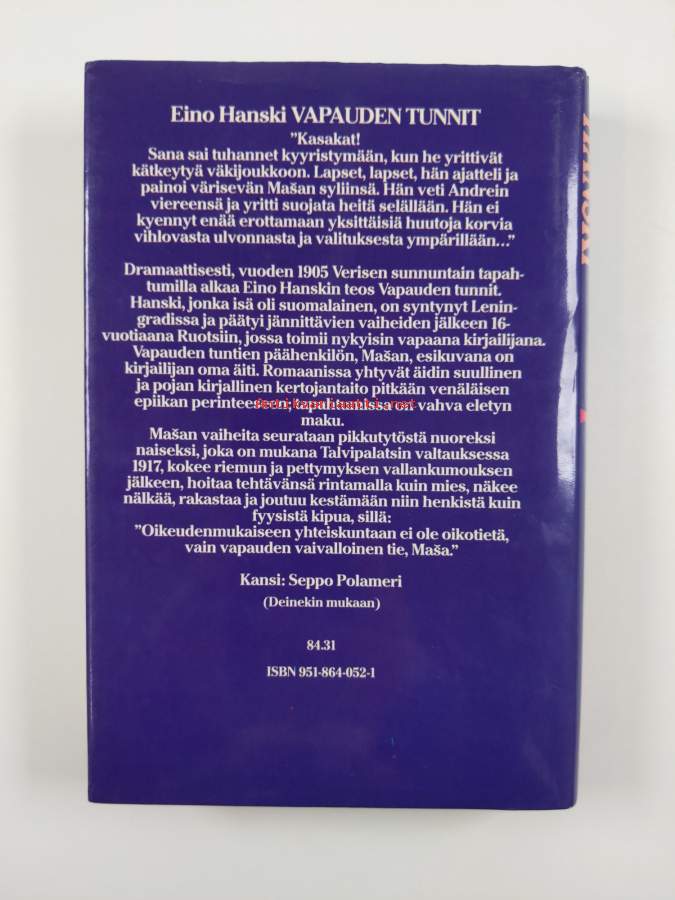 Eino Hanski VAPAUDEN TUNNIT
”Kasakat!
Sana sai tuhannet kyyristymään, kun he yrittivät
kätkeytyä väkijoukkoon. Lapset, lapset, hän ajatteli ja
painoi värisevän Mašan syliinsä. Hän veti Andrein
viereensä ja yritti suojata heitä selällään. Hän ei
kyennyt enää erottamaan yksittäisiä huutoja korvia
vihlovasta ulvonnasta ja valituksesta ympärillään...”
Dramaattisesti, vuoden 1905 Verisen sunnuntain tapah-
tumilla alkaa Eino Hanskin teos Vapauden tunnit.
Hanski, jonka isä oli suomalainen, on syntynyt Lenin-
gradissa ja päätyi jännittävien vaiheiden jälkeen 16-
vuotiaana Ruotsiin, jossa toimii nykyisin vapaana kirjailijana.
Vapauden tuntien päähenkilön, Mašan, esikuvana on
kirjailijan oma äiti. Romaanissa yhtyvät äidin suullinen
ja pojan kirjallinen kertojantaito pitkään venäläisen
epiikan perinteeseen; tapahtumissa on vahva eletyn
maku.
Mašan vaiheita seurataan pikkutytöstä nuoreksi
naiseksi, joka on mukana Talvipalatsin valtauksessa
1917, kokee riemun ja pettymyksen vallankumouksen
jälkeen, hoitaa tehtävänsä rintamalla kuin mies, näkee
nälkää, rakastaa ja joutuu kestämään niin henkistä kuin
fyysistä kipua, sillä:
”Oikeudenmukaiseen yhteiskuntaan ei ole oikotietä,
vain vapauden vaivalloinen tie, Maša.”
Kansi: Seppo Polameri
(Deinekin mukaan)
84.31
ISBN 951-864-052-1